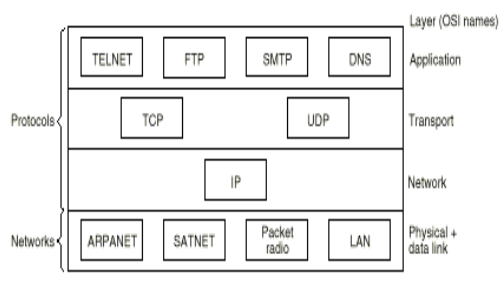 Layer (OSI names)
TELNET FTP SMTP DNS Application
Protocols TCP UDP Transport
IP Network
Networks ARPANET SATNET Packet radio LAN Physical + data link